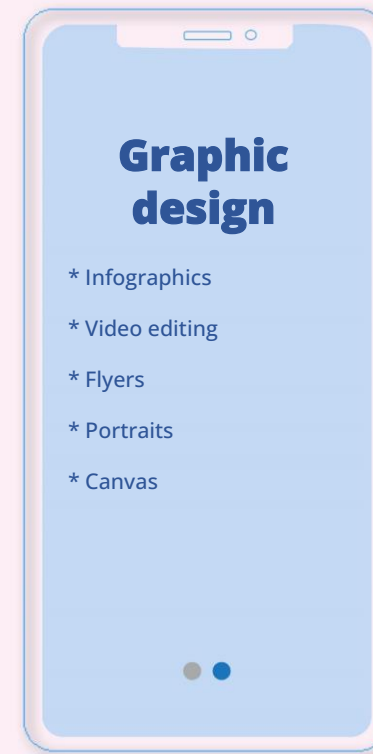 Graphic
design
* Infographics
* Video editing
* Flyers
* Portraits
* Canvas